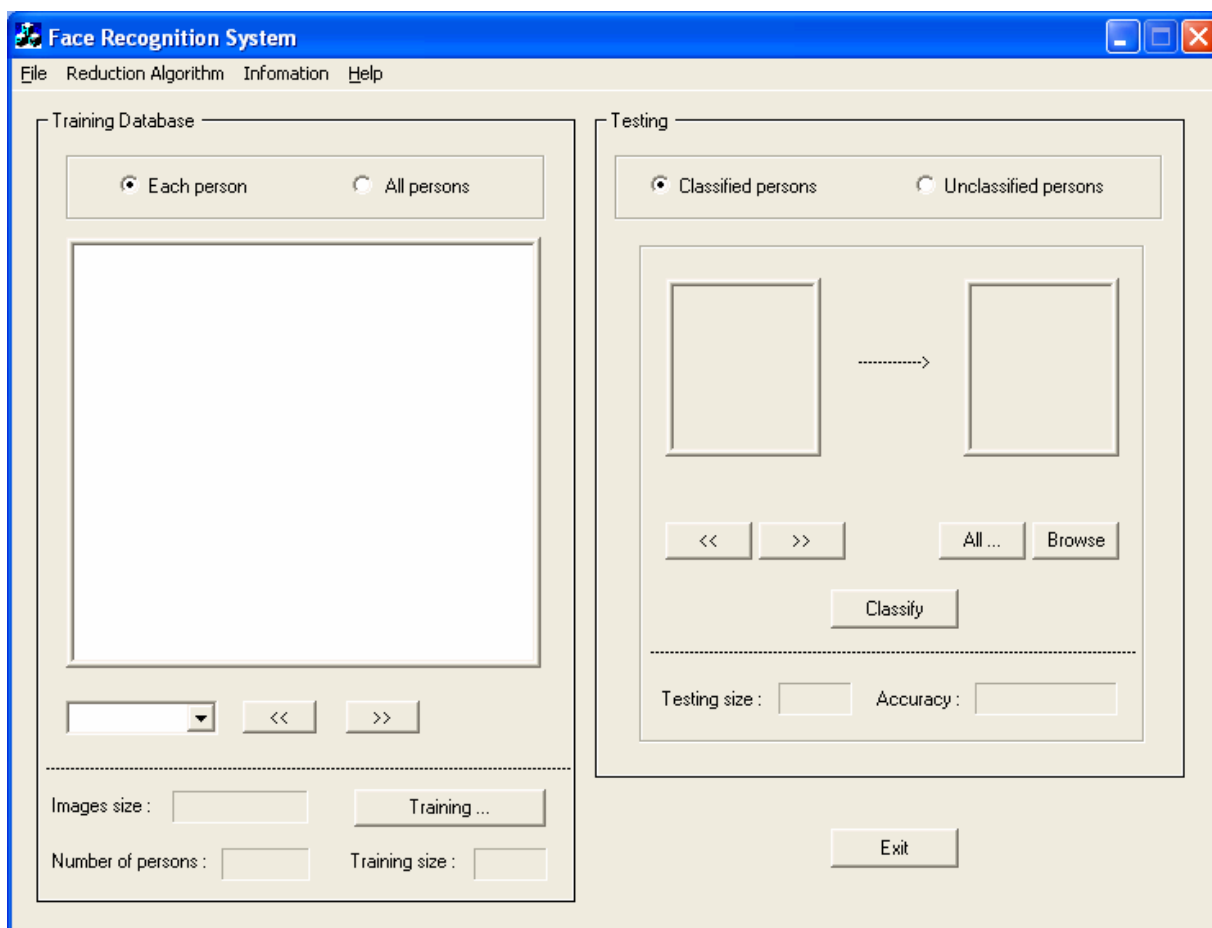 Face Recognition System
File Reduction Algorithm Infomation Help
Training Database
Each person All persons
<< >>
Images size : Training ...
Number of persons : Training size :
Testing
Classified persons Unclassified persons
------------->
<< >> All ... Browse
Classify
Testing size : Accuracy :
Exit